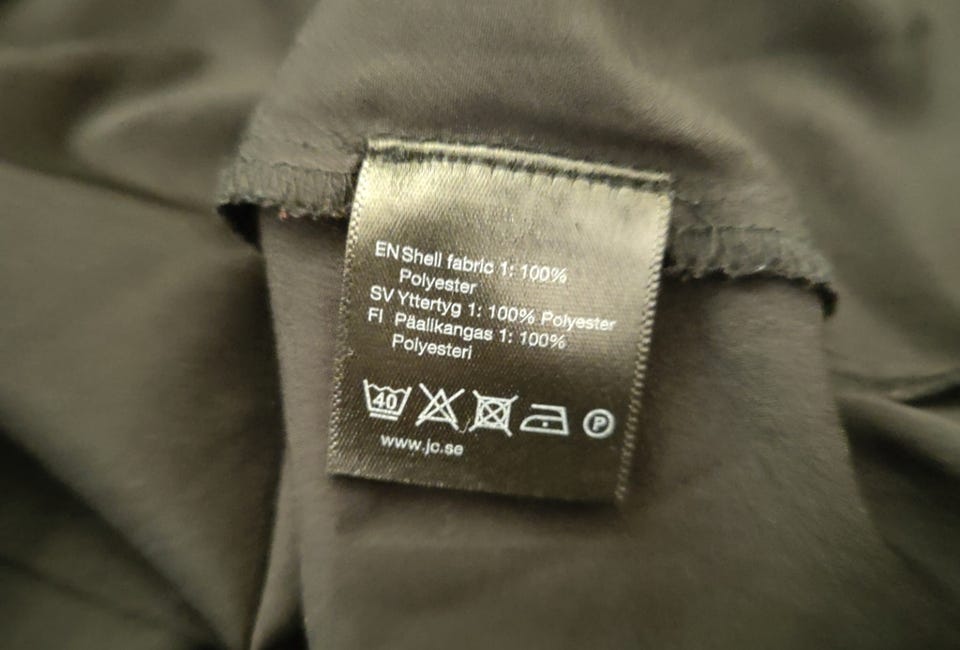 EN Shell fabric 1: 100%
Polyester
SV Yttertyg 1: 100% Polyester
FI Päällkangas 1: 100%
Polyesteri
40
P
www.jc.se